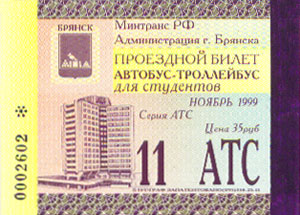 БРЯНСК
Минтранс РФ
Администрация г. Брянска
ПРОЕЗДНОЙ БИЛЕТ
АВТОБУС-ТРОЛЛЕЙБУС
для студентов
НОЯБРЬ 1999
Серия АТС
Цена 35руб
11 АТС
0002602 *